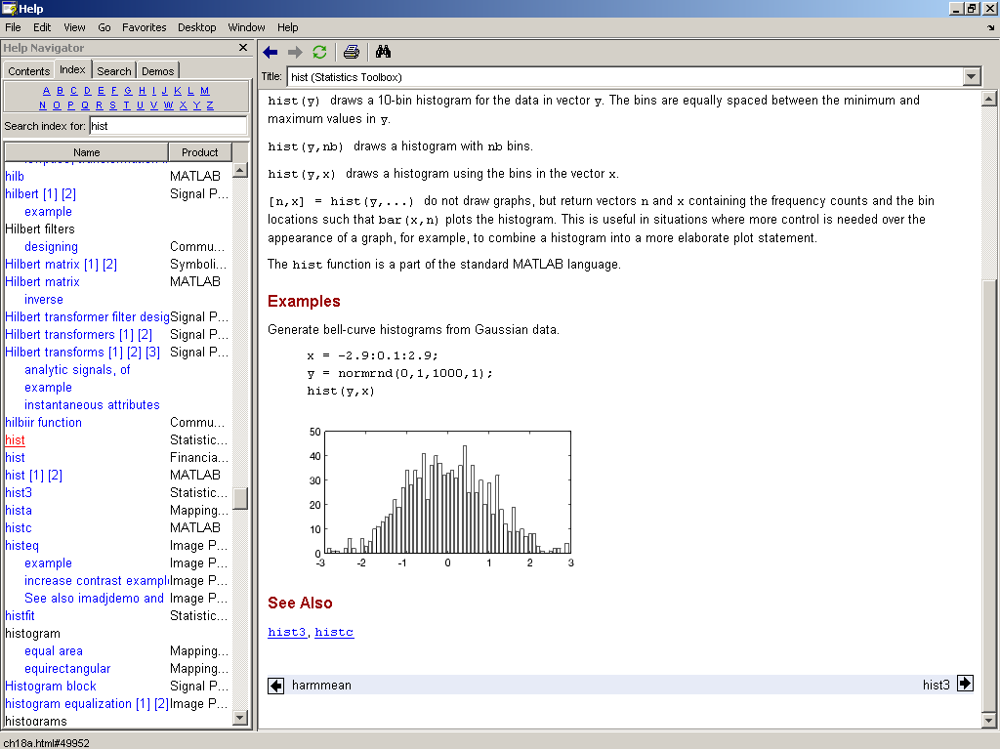 Help
File Edit View Go Favorites Desktop Window Help
Help Navigator
Contents Index Search Demos
A B C D E F G H I J K L M
N O P Q R S T U V W X Y Z
Search index for: hist
Name Product
hilb MATLAB
hilbert [1] [2] Signal P...
example
Hilbert filters
designing Commu...
Hilbert matrix [1] [2] Symboli...
Hilbert matrix MATLAB
inverse
Hilbert transformer filter desig Signal P...
Hilbert transformers [1] [2] Signal P...
Hilbert transforms [1] [2] [3] Signal P...
analytic signals, of
example
instantaneous attributes
hilbiir function Commu...
hist Statistic...
hist Financia...
hist [1] [2] MATLAB
hist3 Statistic...
hista Mapping...
histc MATLAB
histeq Image P...
example Image P...
increase contrast exampl Image P...
See also imadjdemo and Image P...
histfit Statistic...
histogram
equal area Mapping...
equirectangular Mapping...
Histogram block Signal P...
histogram equalization [1] [2] Image P...
histograms
Title: hist (Statistics Toolbox)
hist(y) draws a 10-bin histogram for the data in vector y. The bins are equally spaced between the minimum and
maximum values in y.
hist(y,nb) draws a histogram with nb bins.
hist(y,x) draws a histogram using the bins in the vector x.
[n,x] = hist(y,...) do not draw graphs, but return vectors n and x containing the frequency counts and the bin
locations such that bar(x,n) plots the histogram. This is useful in situations where more control is needed over the
appearance of a graph, for example, to combine a histogram into a more elaborate plot statement.
The hist function is a part of the standard MATLAB language.
Examples
Generate bell-curve histograms from Gaussian data.
x = -2.9:0.1:2.9;
y = normrnd(0,1,1000,1);
hist(y,x)
50
40
30
20
10
0
-3 -2 -1 0 1 2 3
See Also
hist3, histc
harmmean hist3
ch18a.html#49952